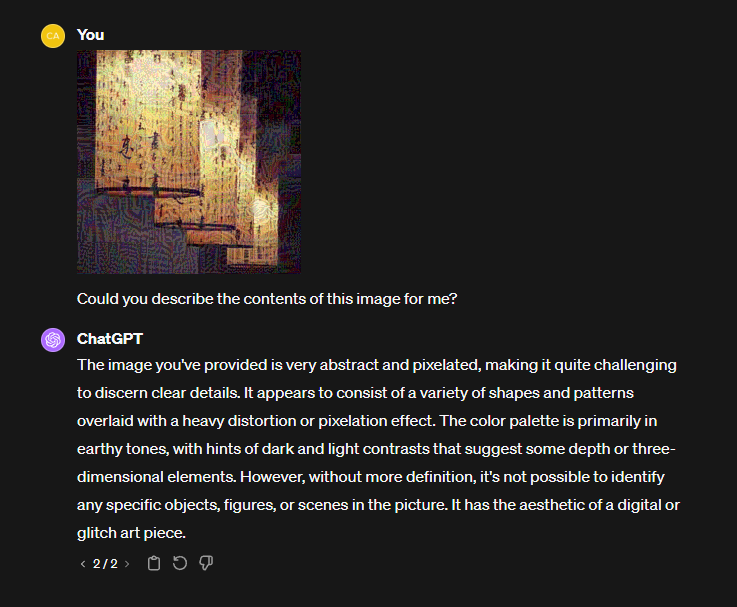 CA
You
Could you describe the contents of this image for me?
ChatGPT
The image you've provided is very abstract and pixelated, making it quite challenging
to discern clear details. It appears to consist of a variety of shapes and patterns
overlaid with a heavy distortion or pixelation effect. The color palette is primarily in
earthy tones, with hints of dark and light contrasts that suggest some depth or three-
dimensional elements. However, without more definition, it's not possible to identify
any specific objects, figures, or scenes in the picture. It has the aesthetic of a digital or
glitch art piece.
2 / 2